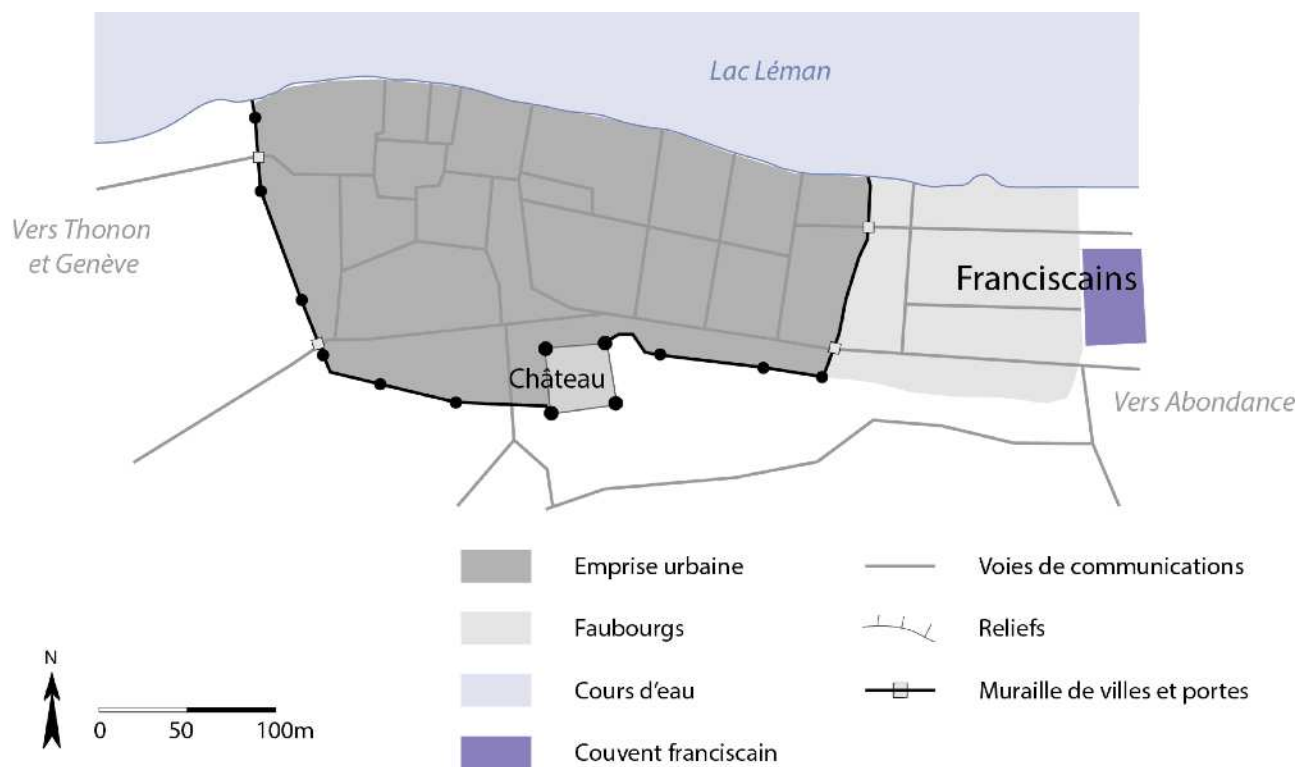 Lac Léman
Vers Thonon
et Genève
Franciscains
Château
Vers Abondance
Emprise urbaine
Voies de communications
Faubourgs
Reliefs
Cours d'eau
Muraille de villes et portes
Couvent franciscain
N
0 50 100m